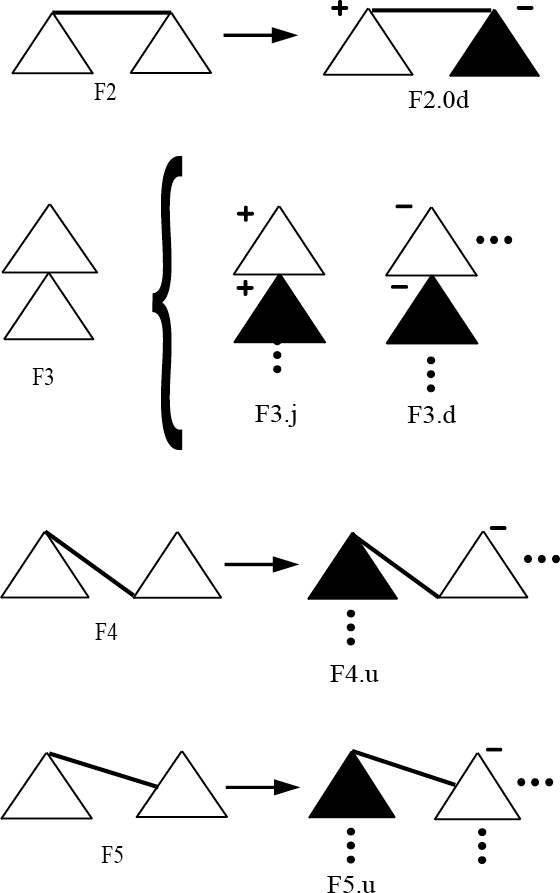 + −
F2
F2.0d
+ − •••
+ −
F3
F3.j F3.d
− •••
F4
F4.u
− •••
F5
F5.u